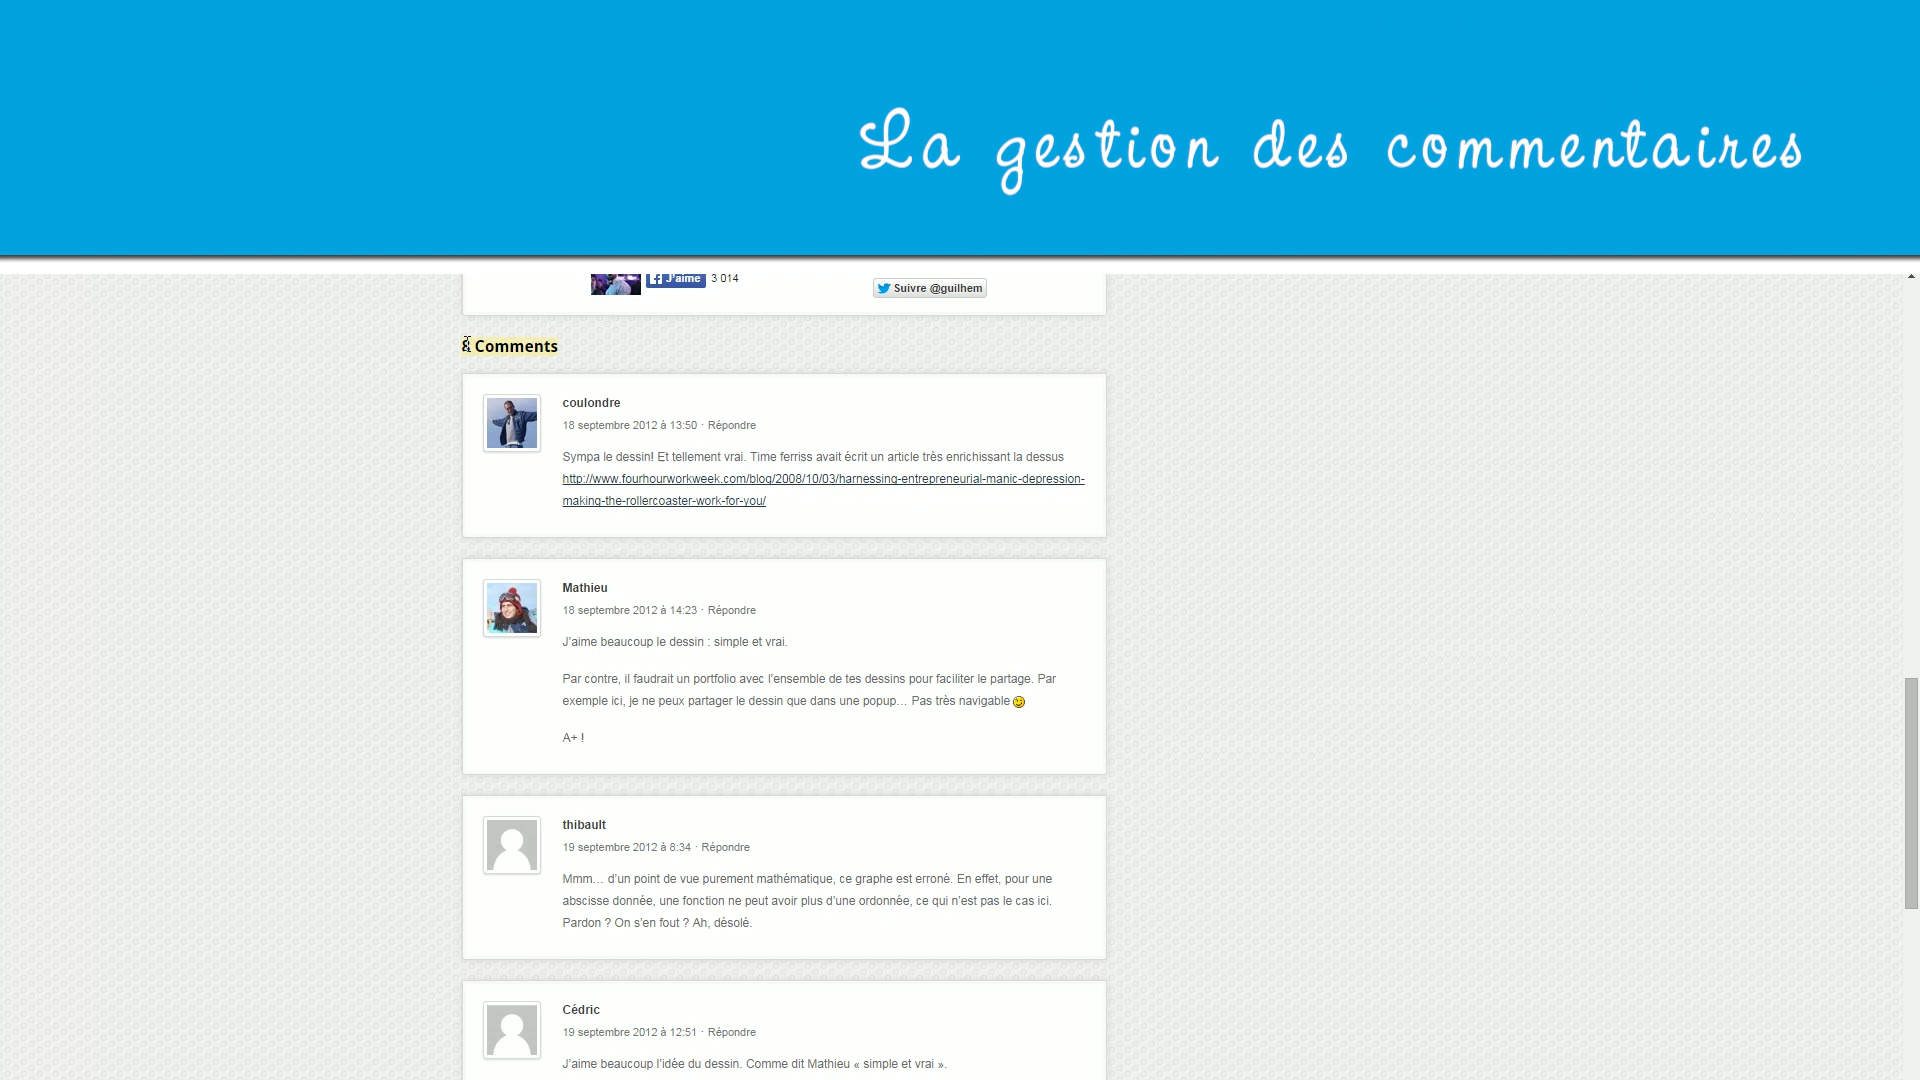 La gestion des commentaires
J'aime 3 014
Suivre @guilhem
8 Comments
coulondre
18 septembre 2012 à 13:50 · Répondre
Sympa le dessin! Et tellement vrai. Time ferriss avait écrit un article très enrichissant la dessus
http://www.fourhourworkweek.com/blog/2008/10/03/harnessing-entrepreneurial-manic-depression-
making-the-rollercoaster-work-for-you/
Mathieu
18 septembre 2012 à 14:23 · Répondre
J’aime beaucoup le dessin : simple et vrai.
Par contre, il faudrait un portfolio avec l’ensemble de tes dessins pour faciliter le partage. Par
exemple ici, je ne peux partager le dessin que dans une popup… Pas très navigable
A+ !
thibault
19 septembre 2012 à 8:34 · Répondre
Mmm… d’un point de vue purement mathématique, ce graphe est erroné. En effet, pour une
abscisse donnée, une fonction ne peut avoir plus d’une ordonnée, ce qui n’est pas le cas ici.
Pardon ? On s’en fout ? Ah, désolé.
Cédric
19 septembre 2012 à 12:51 · Répondre
J’aime beaucoup l’idée du dessin. Comme dit Mathieu « simple et vrai ».